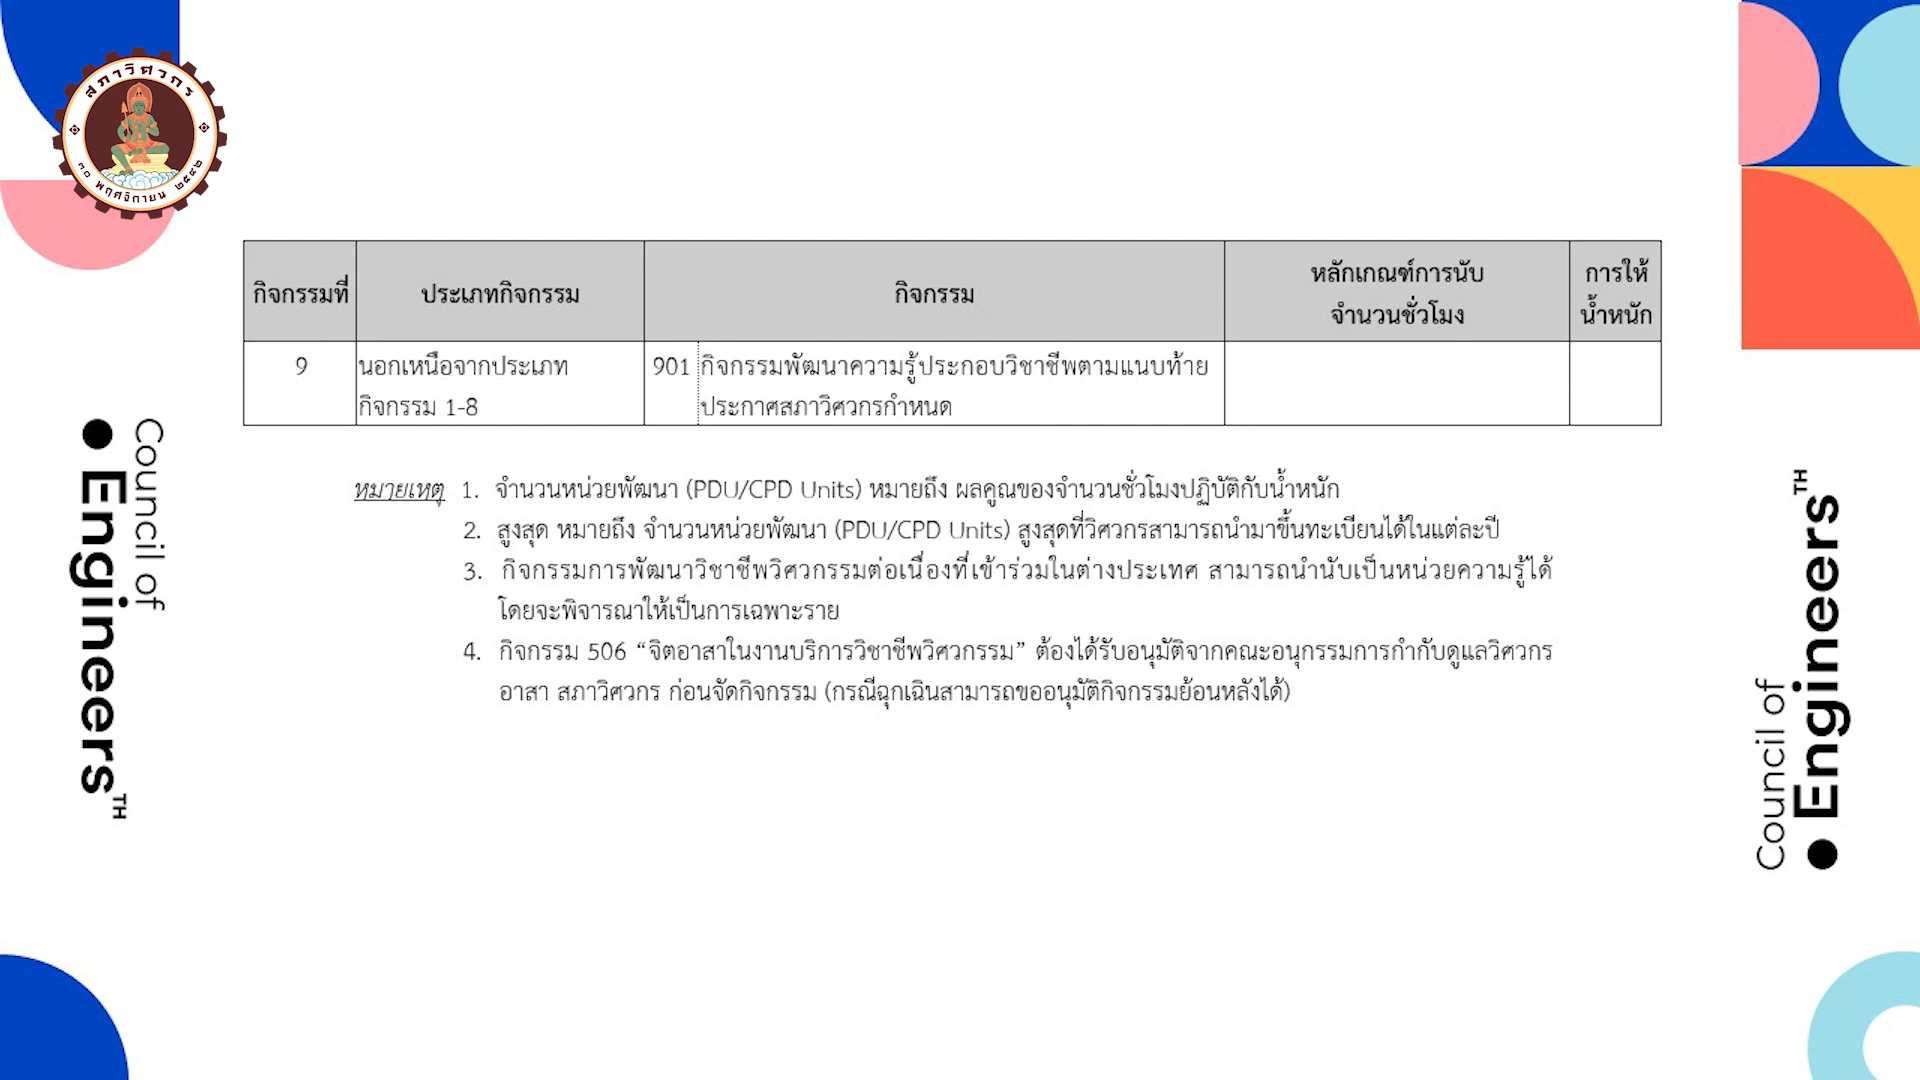 สภาวิศวกร
๓๐ พฤศจิกายน ๒๕๔๒
กิจกรรมที่ ประเภทกิจกรรม กิจกรรม หลักเกณฑ์การนับ การให้
จำนวนชั่วโมง น้ำหนัก
9 นอกเหนือจากประเภท 901 กิจกรรมพัฒนาความรู้ประกอบวิชาชีพตามแนบท้าย
กิจกรรม 1-8 ประกาศสภาวิศวกรกำหนด
หมายเหตุ 1. จำนวนหน่วยพัฒนา (PDU/CPD Units) หมายถึง ผลคูณของจำนวนชั่วโมงปฏิบัติกับน้ำหนัก
2. สูงสุด หมายถึง จำนวนหน่วยพัฒนา (PDU/CPD Units) สูงสุดที่วิศวกรสามารถนำมาขึ้นทะเบียนได้ในแต่ละปี
3. กิจกรรมการพัฒนาวิชาชีพวิศวกรรมต่อเนื่องที่เข้าร่วมในต่างประเทศ สามารถนำนับเป็นหน่วยความรู้ได้
โดยจะพิจารณาให้เป็นการเฉพาะราย
4. กิจกรรม 506 “จิตอาสาในงานบริการวิชาชีพวิศวกรรม” ต้องได้รับอนุมัติจากคณะอนุกรรมการกำกับดูแลวิศวกร
อาสา สภาวิศวกร ก่อนจัดกิจกรรม (กรณีฉุกเฉินสามารถขออนุมัติกิจกรรมย้อนหลังได้)
Council of
Engineers TH
Council of
Engineers TH